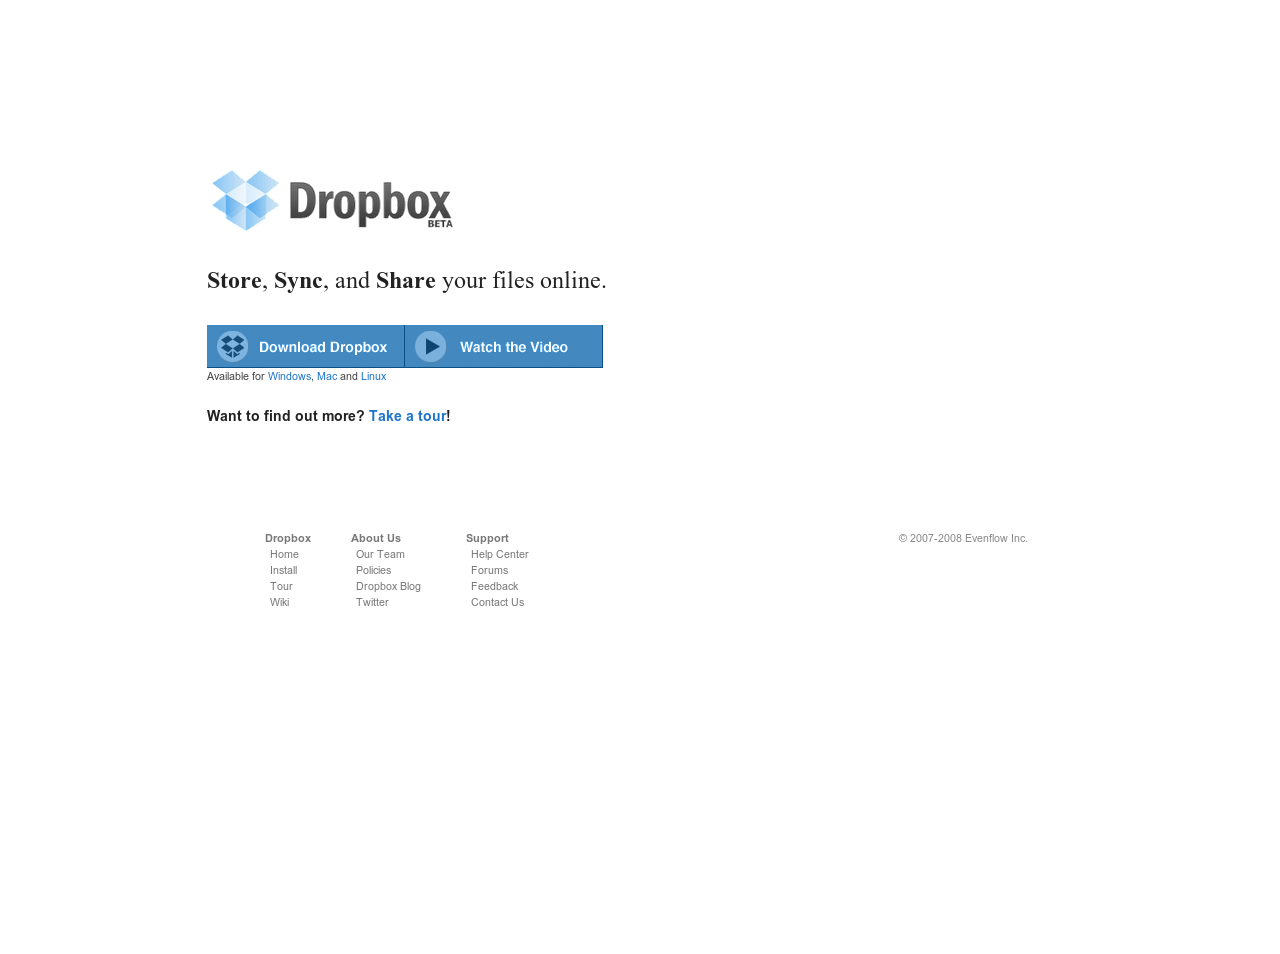 Dropbox
BETA
Store, Sync, and Share your files online.
Download Dropbox
Watch the Video
Available for Windows, Mac and Linux
Want to find out more? Take a tour!
Dropbox
Home
Install
Tour
Wiki
About Us
Our Team
Policies
Dropbox Blog
Twitter
Support
Help Center
Forums
Feedback
Contact Us
© 2007-2008 Evenflow Inc.